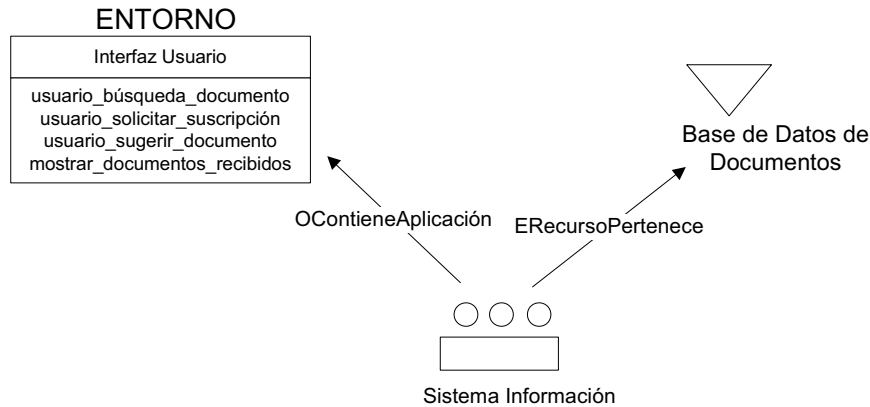 ENTORNO
Interfaz Usuario
usuario_búsqueda_documento
usuario_solicitar_suscripción
usuario_sugerir_documento
mostrar_documentos_recibidos
Base de Datos de
Documentos
OContieneAplicación
ERecursoPertenece
Sistema Información